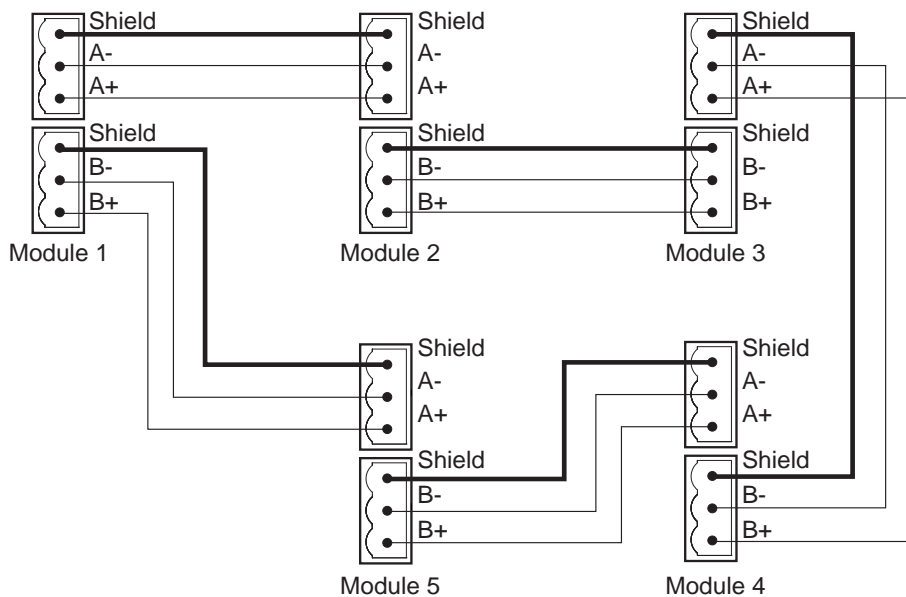 Shield
A-
A+
Shield
B-
B+
Module 1
Shield
A-
A+
Shield
B-
B+
Module 2
Shield
A-
A+
Shield
B-
B+
Module 3
Shield
A-
A+
Shield
B-
B+
Module 5
Shield
A-
A+
Shield
B-
B+
Module 4